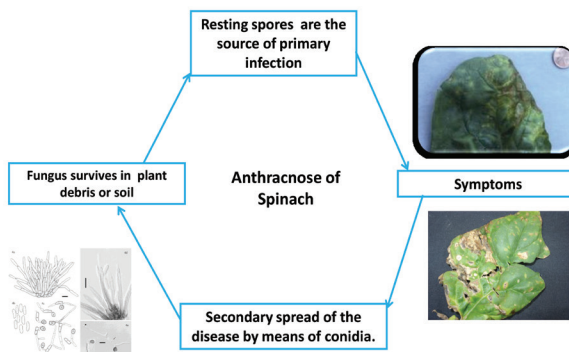 Resting spores are the
source of primary
infection
Fungus survives in plant
debris or soil
Anthracnose of
Spinach
Symptoms
Secondary spread of the
disease by means of conidia.